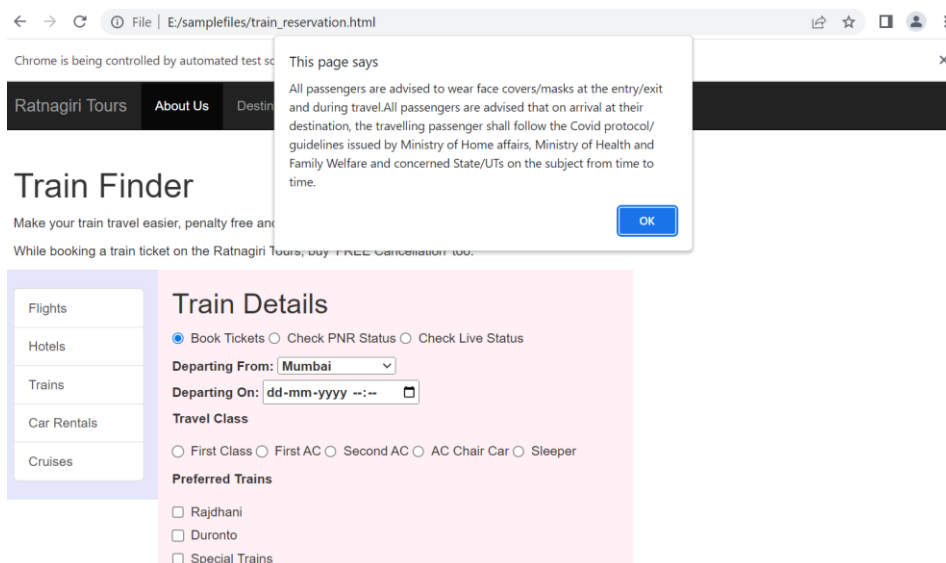 File | E:/samplefiles/train_reservation.html
Chrome is being controlled by automated test
This page says
All passengers are advised to wear face covers/masks at the entry/exit
and during travel.All passengers are advised that on arrival at their
destination, the travelling passenger shall follow the Covid protocol/
guidelines issued by Ministry of Home affairs, Ministry of Health and
Family Welfare and concerned State/UTs on the subject from time to
time.
OK
Ratnagiri Tours About Us Destin
Train Finder
Make your train travel easier, penalty free and
While booking a train ticket on the Ratnagiri Tours, buy 'FREE Cancellation' too.
Flights
Hotels
Trains
Car Rentals
Cruises
Train Details
Book Tickets Check PNR Status Check Live Status
Departing From: Mumbai
Departing On: dd-mm-yyyy --:--
Travel Class
First Class First AC Second AC AC Chair Car Sleeper
Preferred Trains
Rajdhani
Duronto
Special Trains